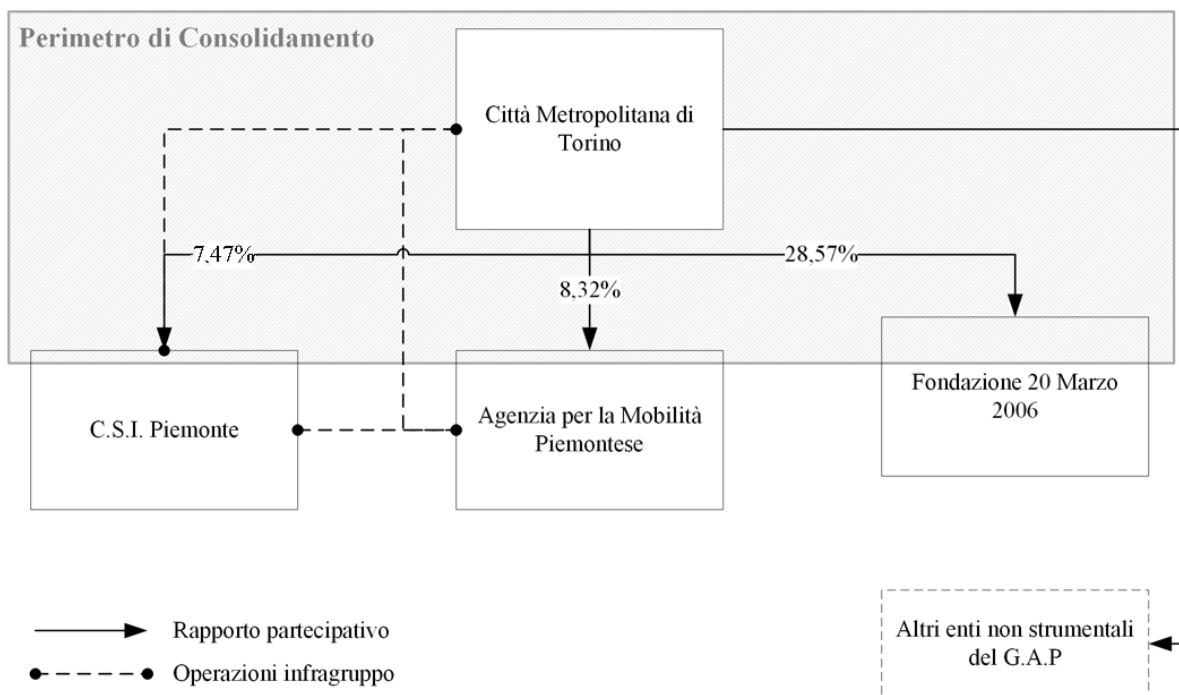 Perimetro di Consolidamento
Città Metropolitana di
Torino
7,47%
28,57%
8,32%
C.S.I. Piemonte
Agenzia per la Mobilità
Piemontese
Fondazione 20 Marzo
2006
Rapporto partecipativo
Operazioni infragruppo
Altri enti non strumentali
del G.A.P